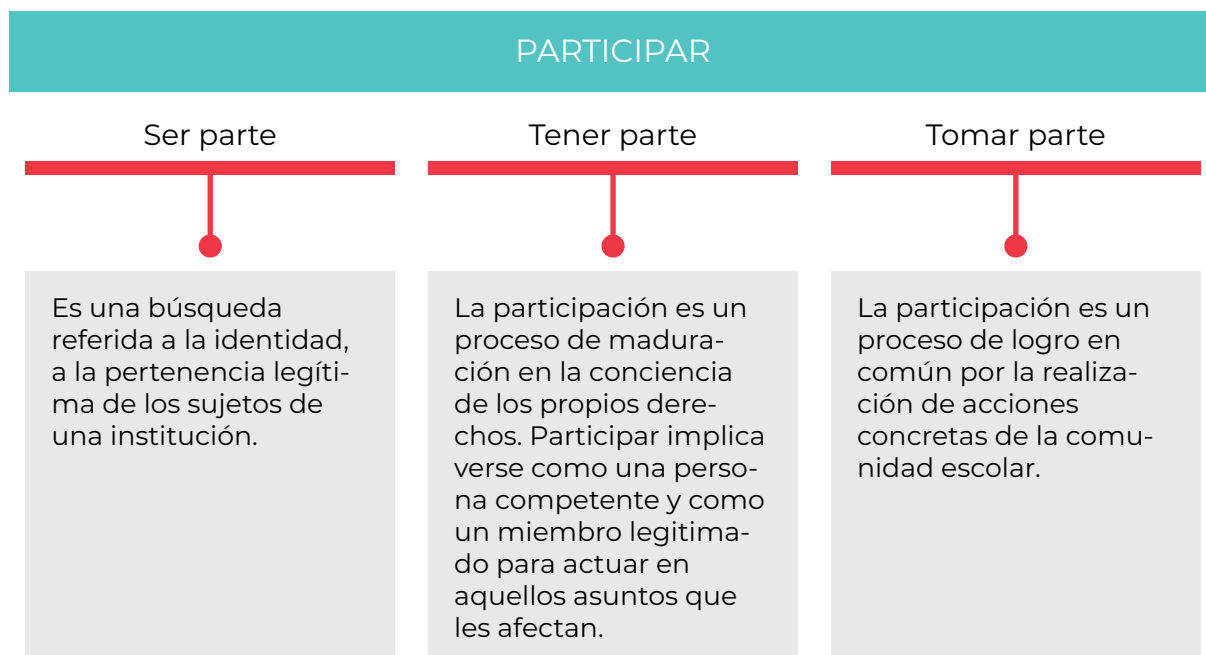 PARTICIPAR
Ser parte
Es una búsqueda
referida a la identidad,
a la pertenencia legíti-
ma de los sujetos de
una institución.
Tener parte
La participación es un
proceso de madura-
ción en la conciencia
de los propios dere-
chos. Participar implica
verse como una perso-
na competente y como
un miembro legitima-
do para actuar en
aquellos asuntos que
les afectan.
Tomar parte
La participación es un
proceso de logro en
común por la realiza-
ción de acciones
concretas de la comu-
nidad escolar.